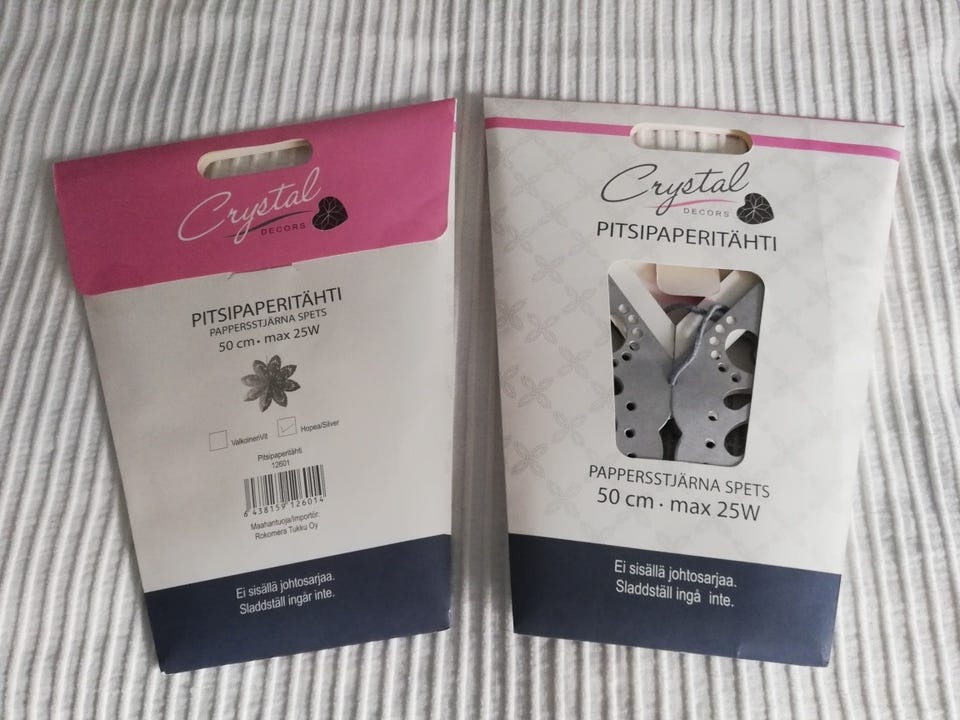 Crystal
DECORS
PITSIPAPERITÄHTI
PAPPERSSTJÄRNA SPETS
50 cm • max 25W
Valkoinen/Vit
Hopea/Silver
Pitsipaperitähti
12601
6 438159 126014
Maahantuoja/Importör:
Rokomera Tukku Oy
Ei sisällä johtosarjaa.
Sladdställ ingår inte.
Crystal
DECORS
PITSIPAPERITÄHTI
PAPPERSSTJÄRNA SPETS
50 cm • max 25W
Ei sisällä johtosarjaa.
Sladdställ ingå inte.